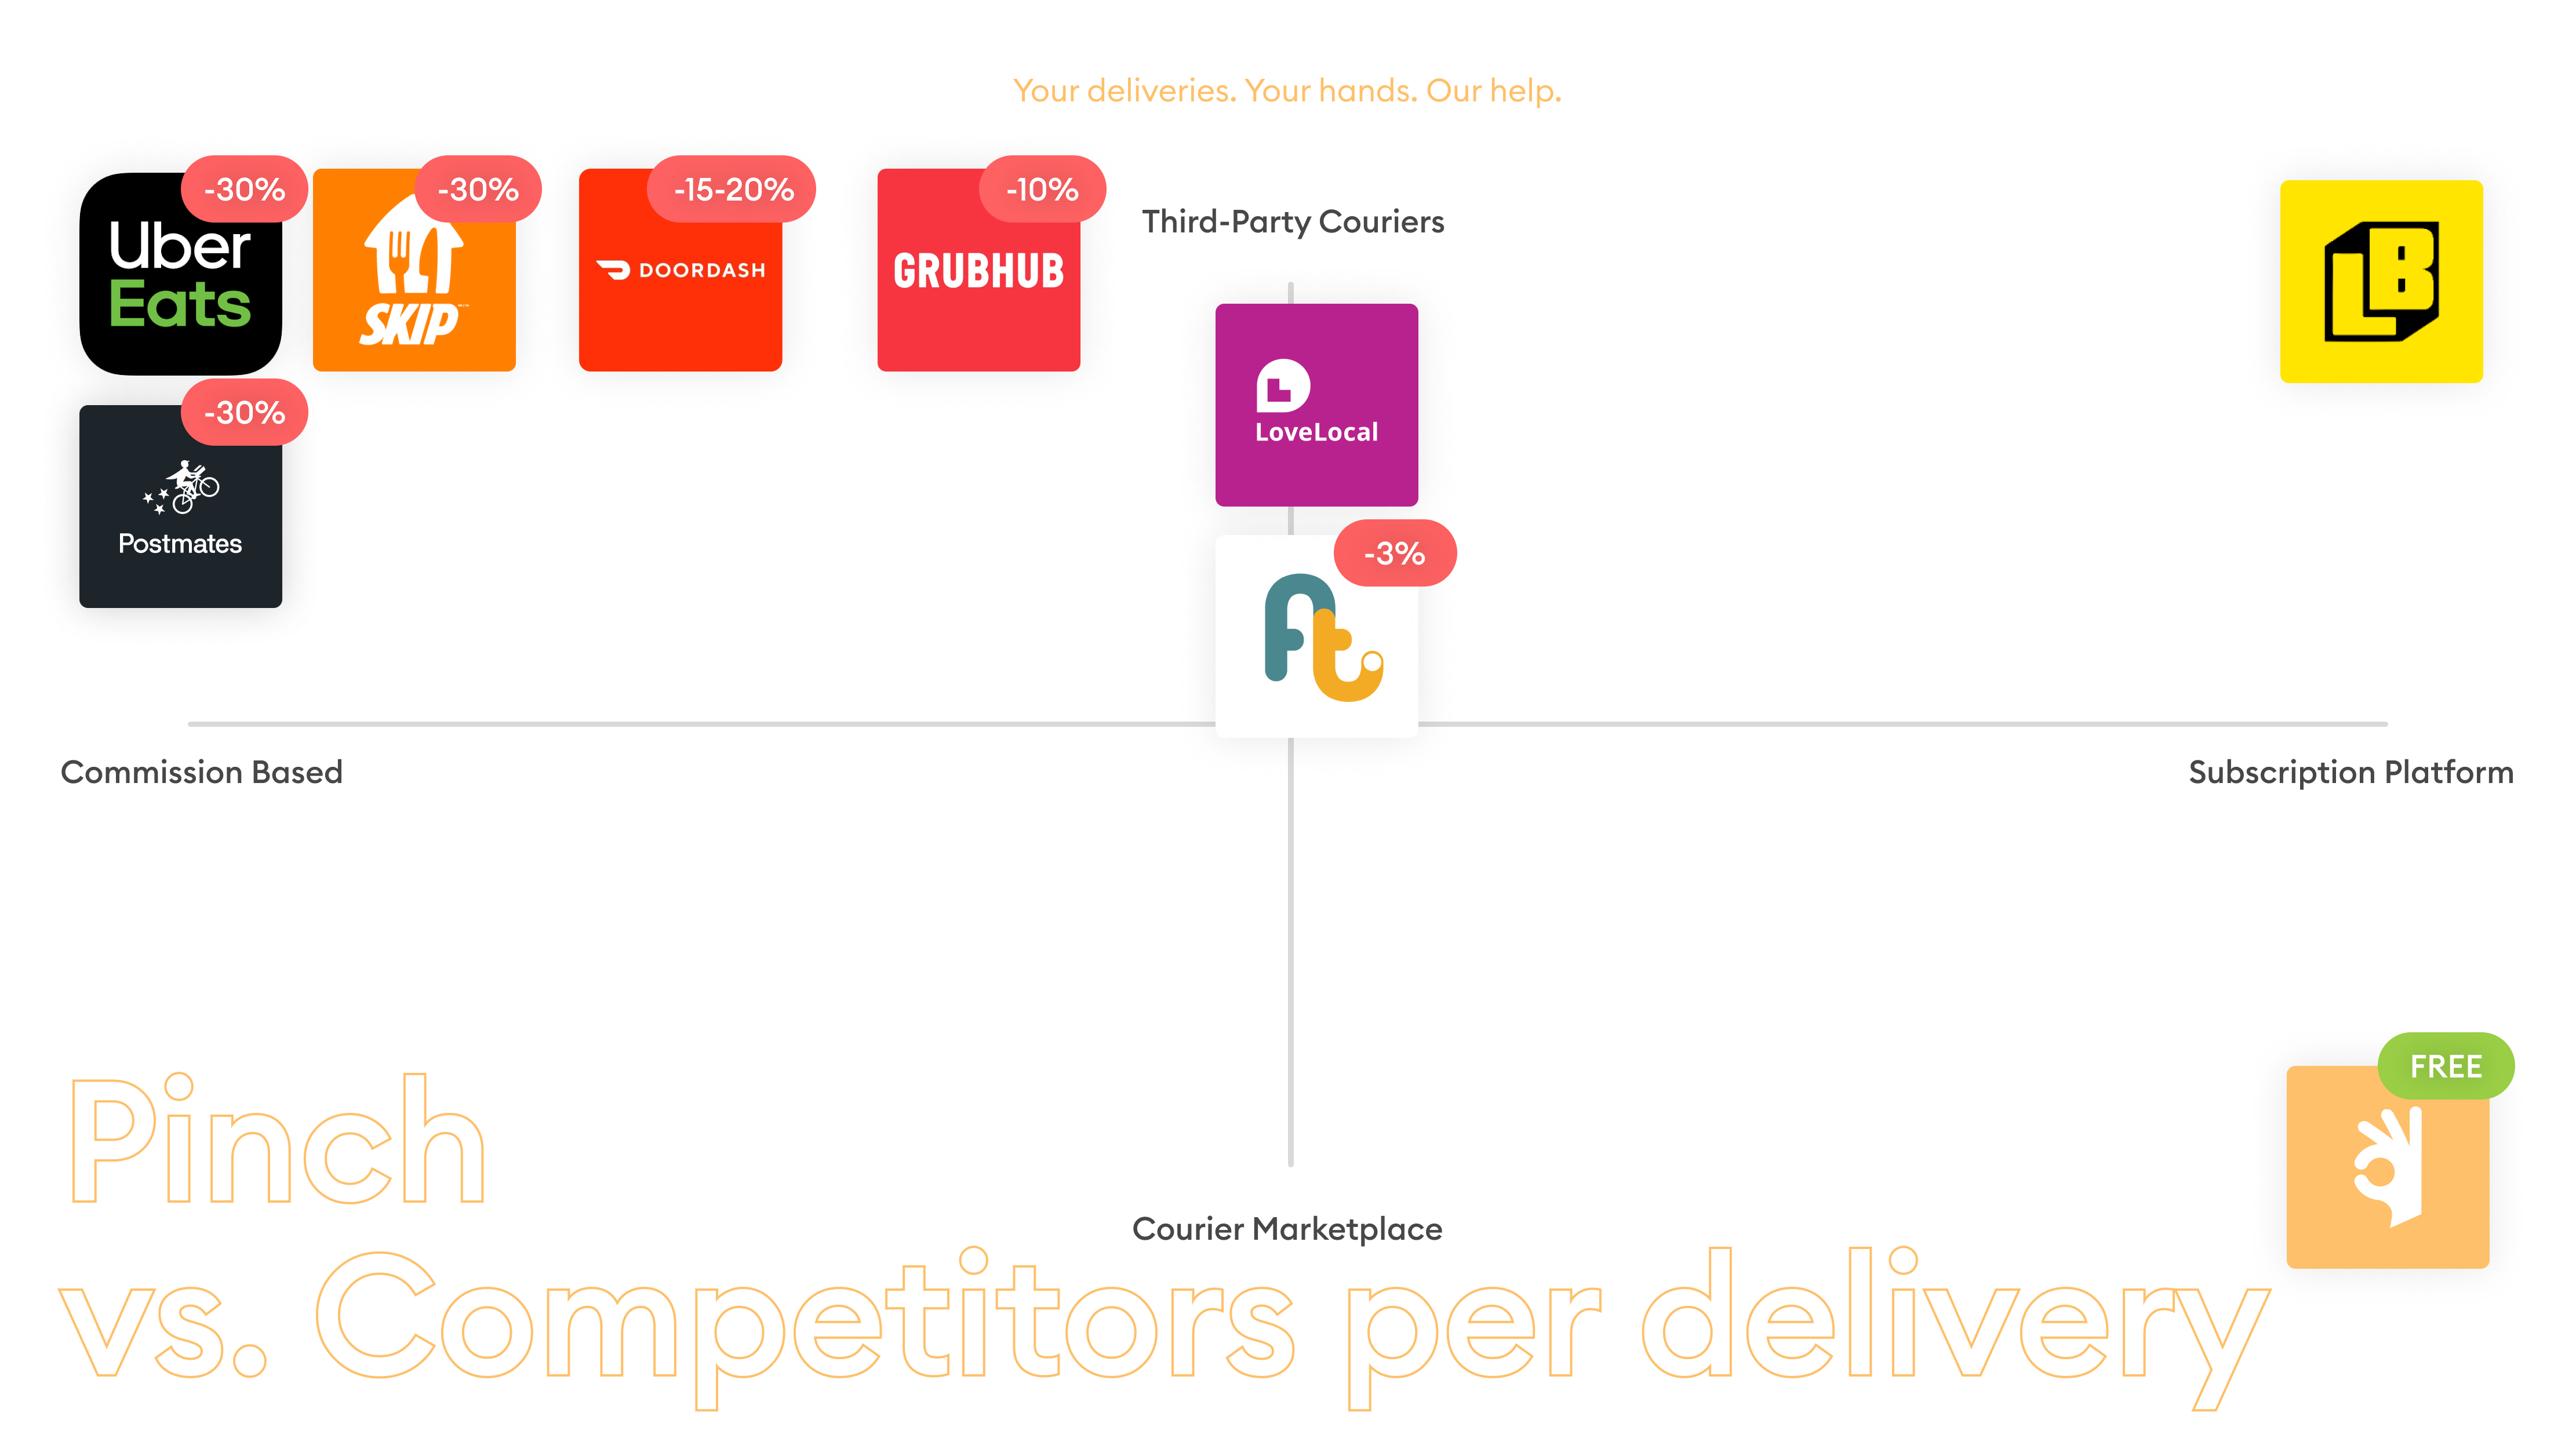 Your deliveries. Your hands. Our help.
-30%
Uber
Eats
-30%
SKIP
-15-20%
DOORDASH
-10%
GRUBHUB
Third-Party Couriers
LB
-30%
Postmates
LoveLocal
-3%
ft
Commission Based
Subscription Platform
FREE
Courier Marketplace
Pinch
vs. Competitors per delivery